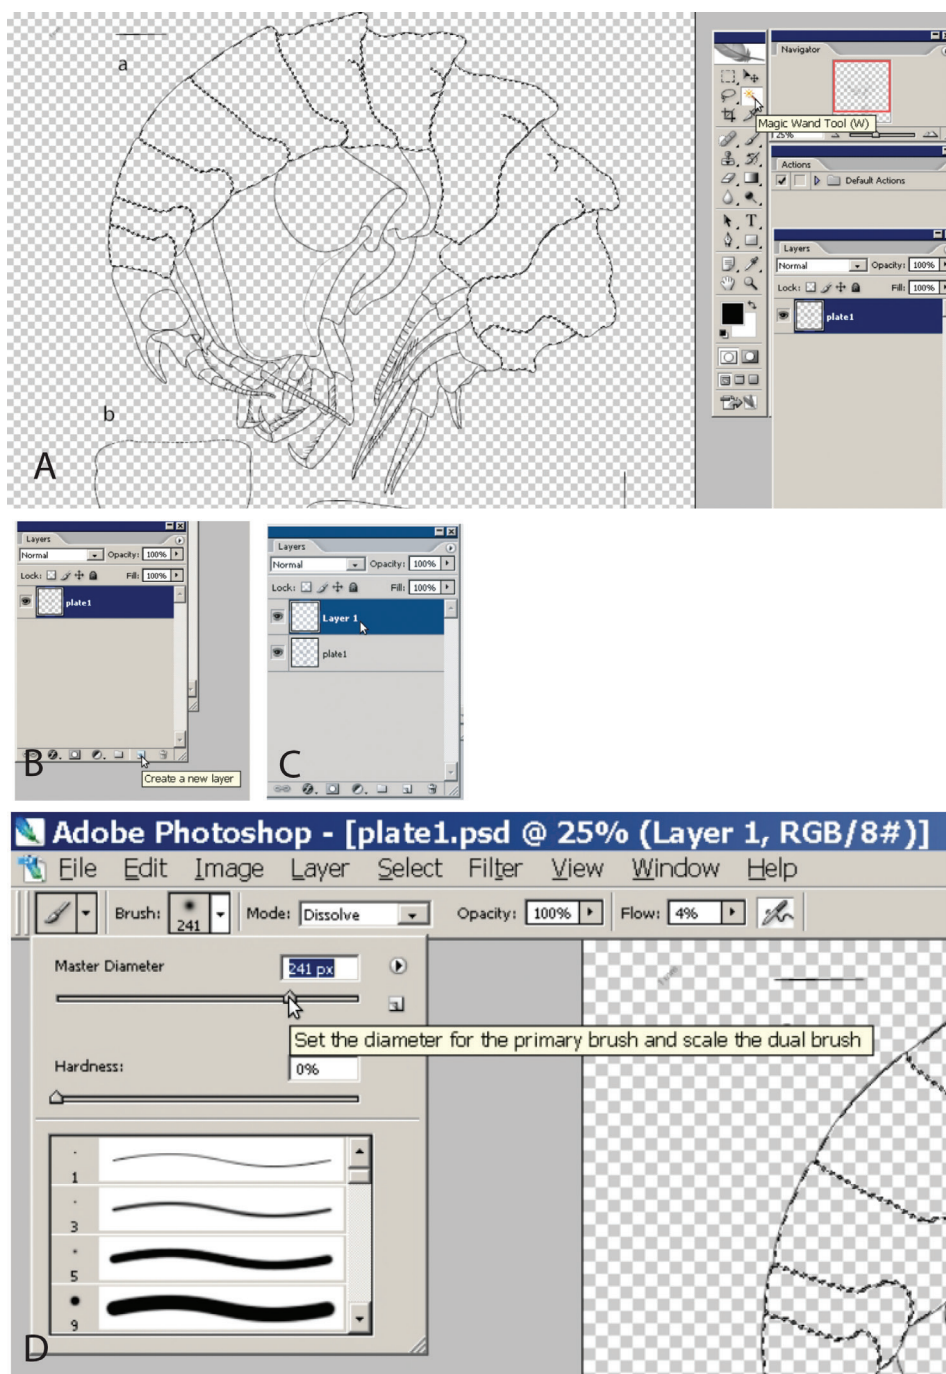 a
Navigator
Magic Wand Tool (W)
25%
Actions
Default Actions
Layers
Normal Opacity: 100%
Lock: Fill: 100%
plate1
b
A
Layers
Normal Opacity: 100%
Lock: Fill: 100%
plate1
B
Create a new layer
Layers
Normal Opacity: 100%
Lock: Fill: 100%
Layer 1
plate1
C
Adobe Photoshop - [plate1.psd @ 25% (Layer 1, RGB/8#)]
File Edit Image Layer Select Filter View Window Help
Brush: 241 Mode: Dissolve Opacity: 100% Flow: 4%
Master Diameter 241 px
Set the diameter for the primary brush and scale the dual brush
Hardness: 0%
1
3
5
9
D